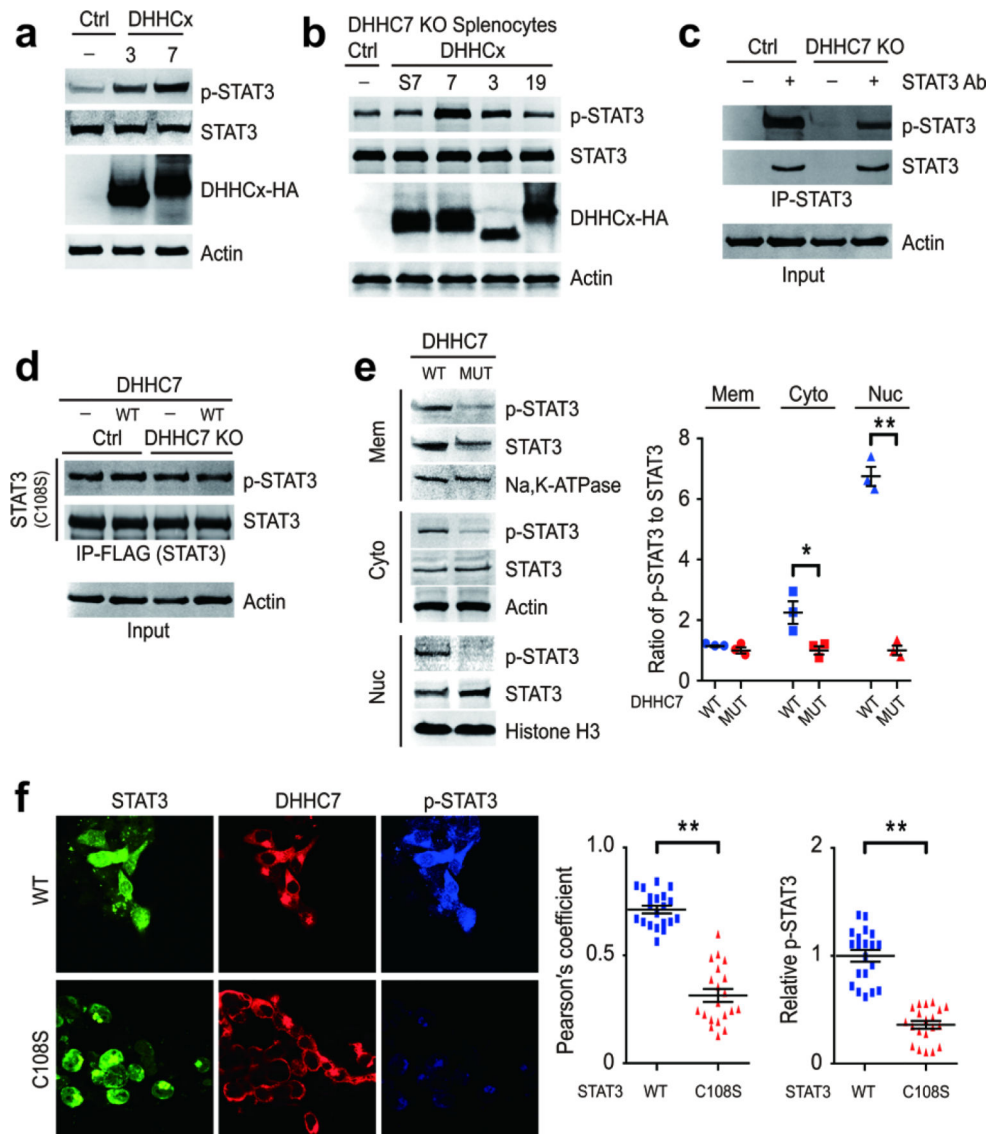 a
Ctrl DHHCx
– 3 7
p-STAT3
STAT3
DHHCx-HA
Actin
b
DHHC7 KO Splenocytes
Ctrl DHHCx
– S7 7 3 19
p-STAT3
STAT3
DHHCx-HA
Actin
c
Ctrl DHHC7 KO
– + – + STAT3 Ab
p-STAT3
STAT3
IP-STAT3
Actin
Input
d
DHHC7
– WT – WT
Ctrl DHHC7 KO
STAT3
(C108S)
p-STAT3
STAT3
IP-FLAG (STAT3)
Actin
Input
e
DHHC7
WT MUT
Mem
p-STAT3
STAT3
Na,K-ATPase
Cyto
p-STAT3
STAT3
Actin
Nuc
p-STAT3
STAT3
Histone H3
Mem Cyto Nuc
Ratio of p-STAT3 to STAT3
8
6
4
2
0
*
**
DHHC7 WT MUT WT MUT WT MUT
f
STAT3 DHHC7 p-STAT3
WT
C108S
Pearson's coefficient
1.0
0.5
0
**
STAT3 WT C108S
Relative p-STAT3
2
1
0
**
STAT3 WT C108S